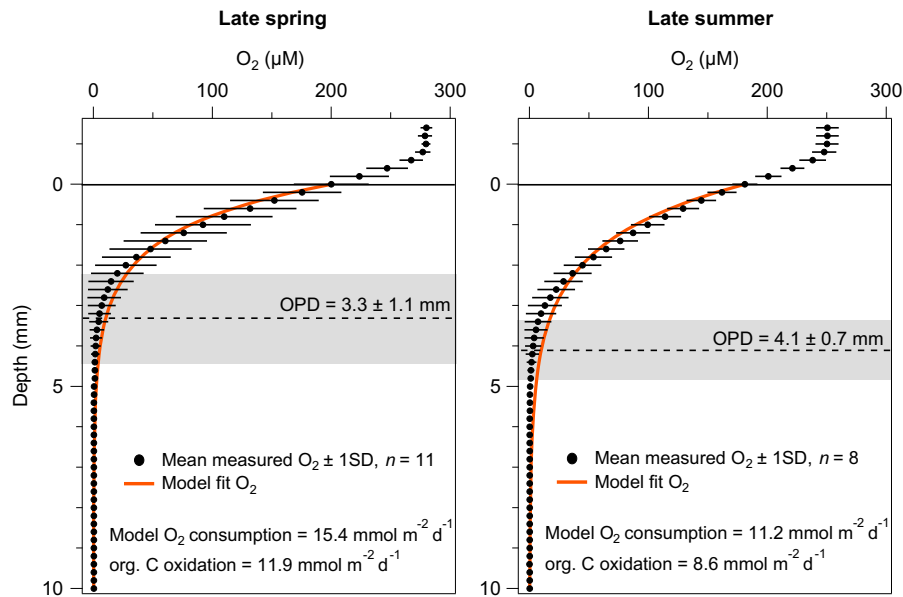 Late spring
O₂ (µM)
0 100 200 300
0
5
10
Depth (mm)
OPD = 3.3 ± 1.1 mm
Mean measured O₂ ± 1SD, n = 11
Model fit O₂
Model O₂ consumption = 15.4 mmol m⁻² d⁻¹
org. C oxidation = 11.9 mmol m⁻² d⁻¹
Late summer
O₂ (µM)
0 100 200 300
0
5
10
OPD = 4.1 ± 0.7 mm
Mean measured O₂ ± 1SD, n = 8
Model fit O₂
Model O₂ consumption = 11.2 mmol m⁻² d⁻¹
org. C oxidation = 8.6 mmol m⁻² d⁻¹